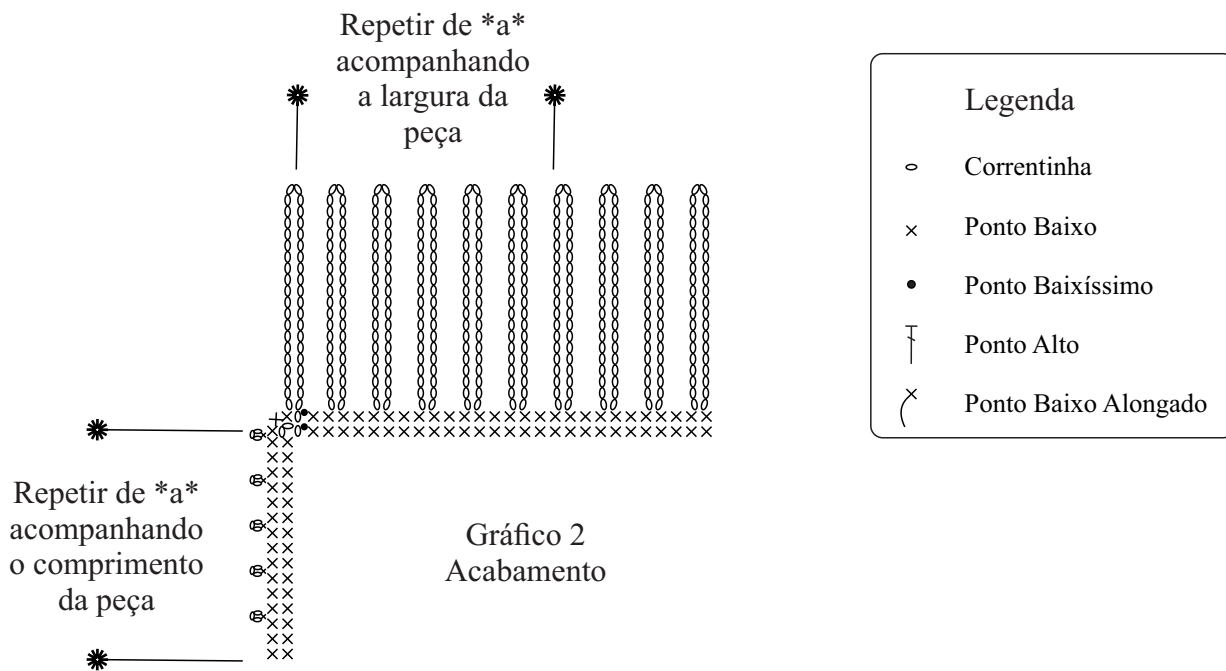 Repetir de *a*
acompanhando
a largura da
peça
Legenda
Correntinha
Ponto Baixo
Ponto Baixíssimo
Ponto Alto
Ponto Baixo Alongado
Repetir de *a*
acompanhando
o comprimento
da peça
Gráfico 2
Acabamento